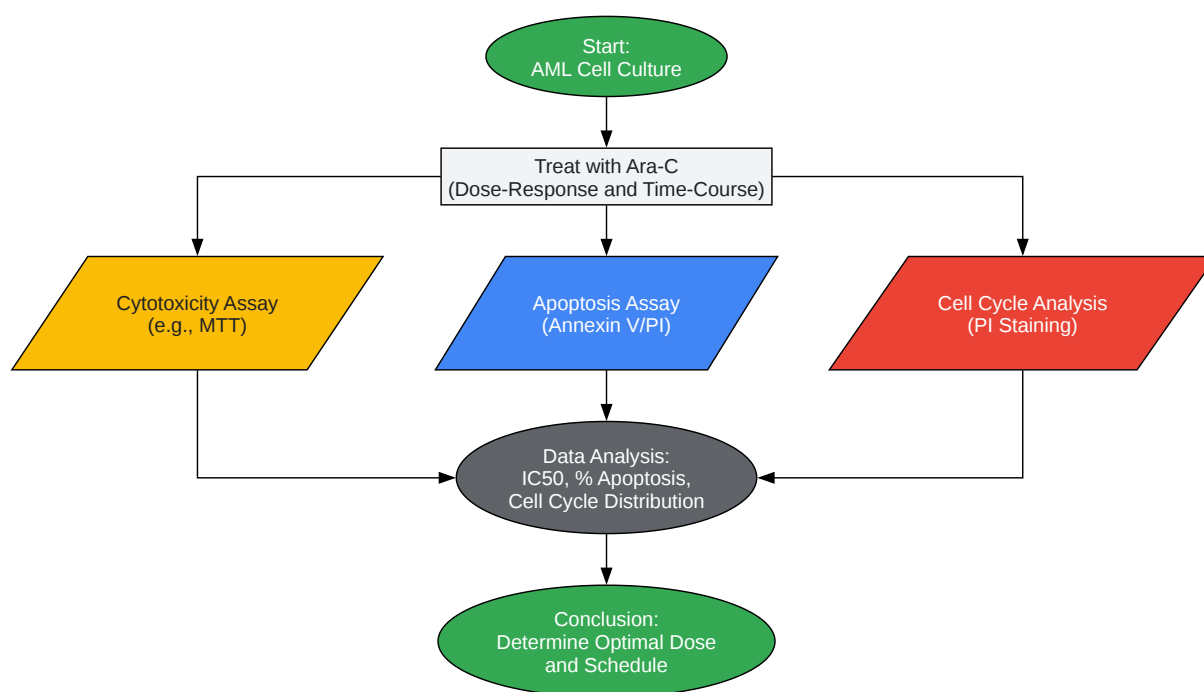 Start:
AML Cell Culture
Treat with Ara-C
(Dose-Response and Time-Course)
Cytotoxicity Assay
(e.g., MTT)
Apoptosis Assay
(Annexin V/PI)
Cell Cycle Analysis
(PI Staining)
Data Analysis:
IC50, % Apoptosis,
Cell Cycle Distribution
Conclusion:
Determine Optimal Dose
and Schedule